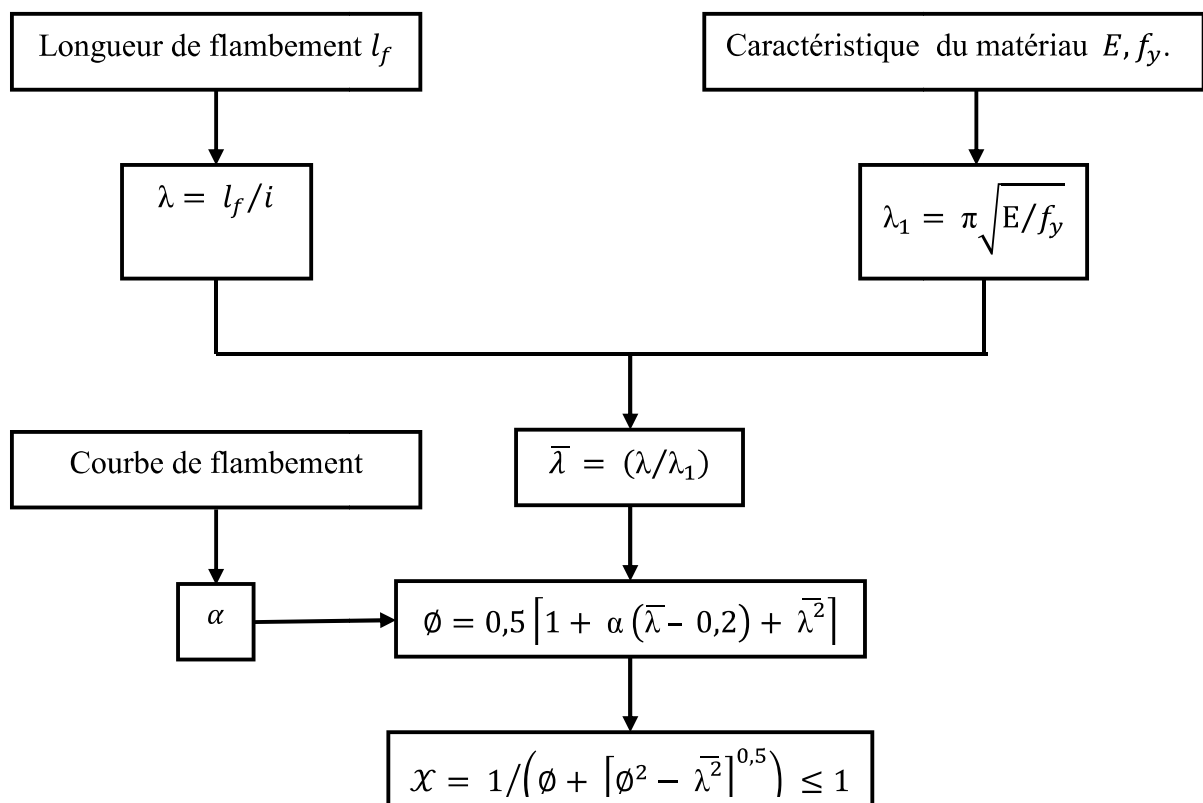 Longueur de flambement l_f
Caractéristique du matériau E, f_y.
λ = l_f/i
λ₁ = π√(E/f_y)
λ̅ = (λ/λ₁)
Courbe de flambement
α
∅ = 0,5 [1 + α (λ̅ – 0,2) + λ̅²]
𝒳 = 1/(∅ + [∅² − λ̅²]^0,5) ≤ 1